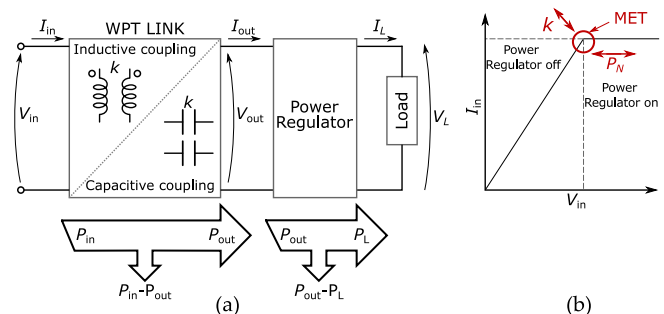 WPT LINK
I_in
I_out
I_L
Inductive coupling
k
k
V_in
V_out
Power
Regulator
Load
V_L
Capacitive coupling
P_in
P_out
P_out
P_L
P_in-P_out
P_out-P_L
(a)
k
MET
Power
Regulator off
P_N
Power
Regulator on
I_in
V_in
(b)